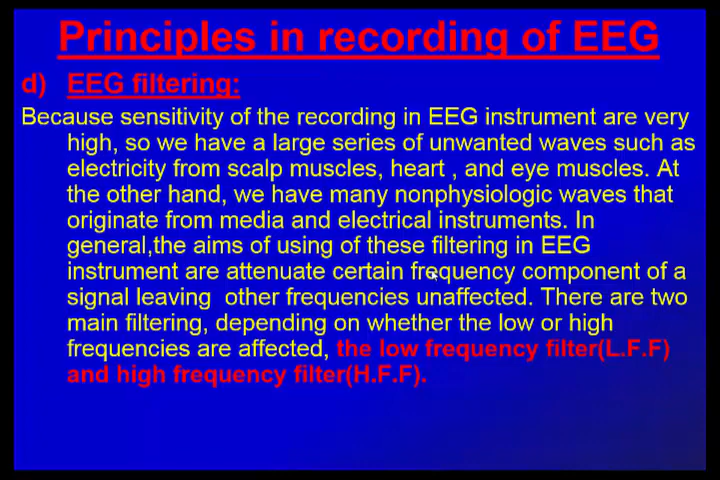 Principles in recording of EEG
d) EEG filtering:
Because sensitivity of the recording in EEG instrument are very
high, so we have a large series of unwanted waves such as
electricity from scalp muscles, heart , and eye muscles. At
the other hand, we have many nonphysiologic waves that
originate from media and electrical instruments. In
general,the aims of using of these filtering in EEG
instrument are attenuate certain frequency component of a
signal leaving other frequencies unaffected. There are two
main filtering, depending on whether the low or high
frequencies are affected, the low frequency filter(L.F.F)
and high frequency filter(H.F.F).